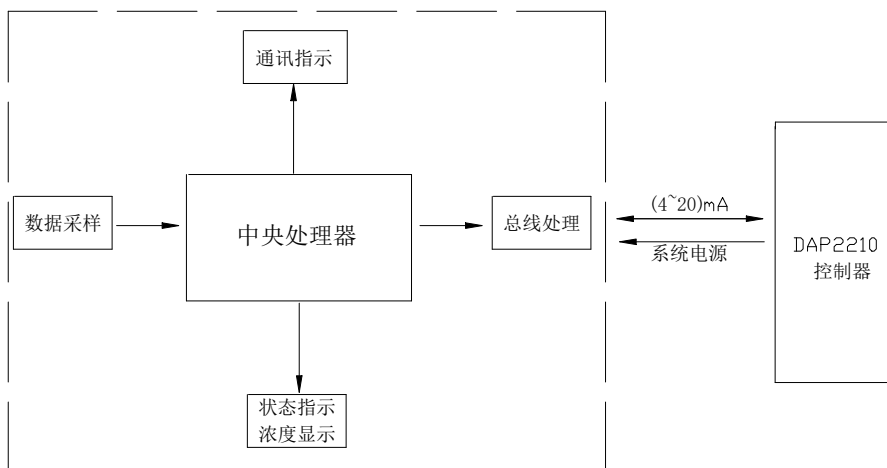 通讯指示
数据采样
中央处理器
总线处理
(4~20)mA
系统电源
DAP2210
控制器
状态指示
浓度显示